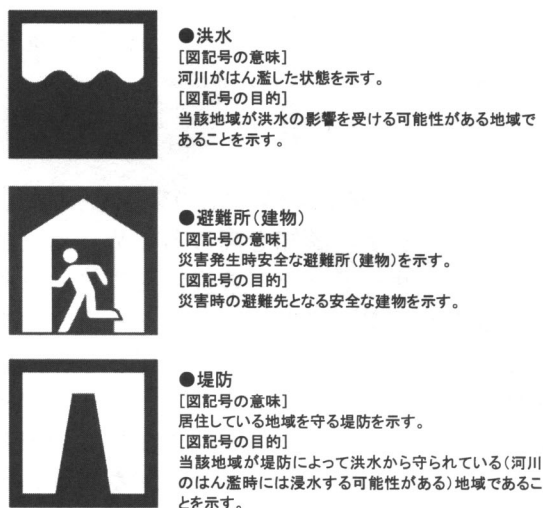 ●洪水
[図記号の意味]
河川がはん濫した状態を示す。
[図記号の目的]
当該地域が洪水の影響を受ける可能性がある地域で
あることを示す。
●避難所（建物）
[図記号の意味]
災害発生時安全な避難所（建物）を示す。
[図記号の目的]
災害時の避難先となる安全な建物を示す。
●堤防
[図記号の意味]
居住している地域を守る堤防を示す。
[図記号の目的]
当該地域が堤防によって洪水から守られている（河川
のはん濫時には浸水する可能性がある）地域であるこ
とを示す。